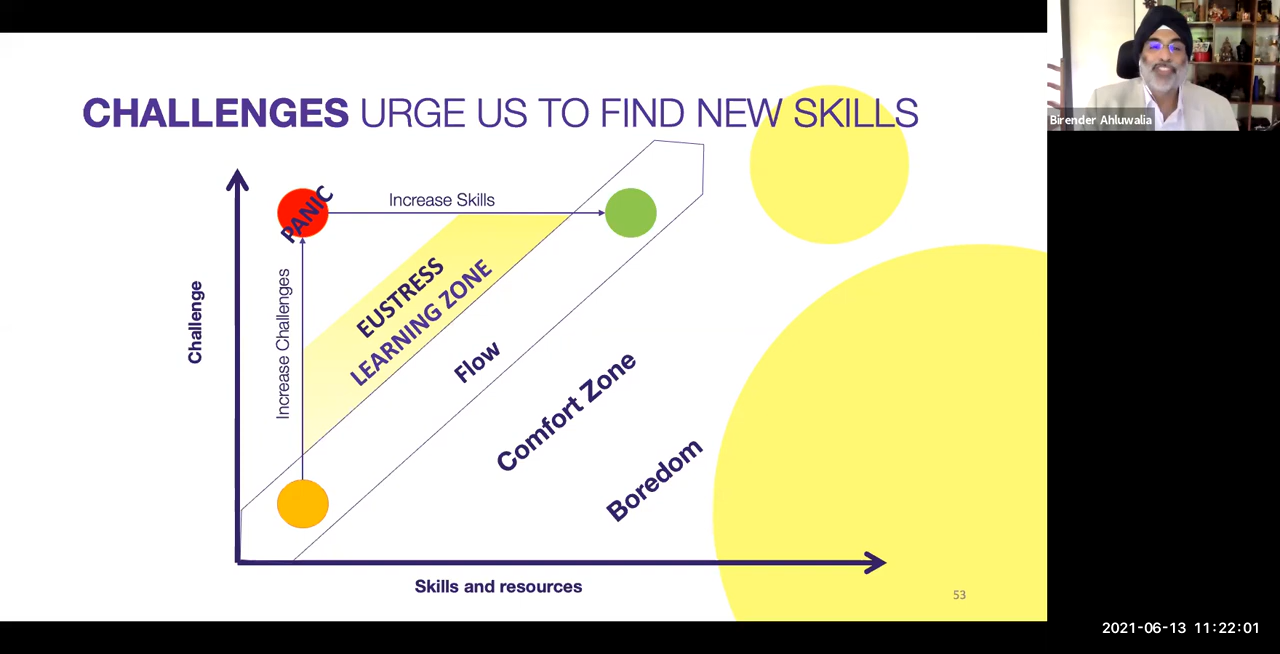 CHALLENGES URGE US TO FIND NEW SKILLS
Birender Ahluwalia
PANIC
Increase Skills
Increase Challenges
EUSTRESS
LEARNING ZONE
Challenge
Flow
Comfort Zone
Boredom
Skills and resources
53
2021-06-13 11:22:01